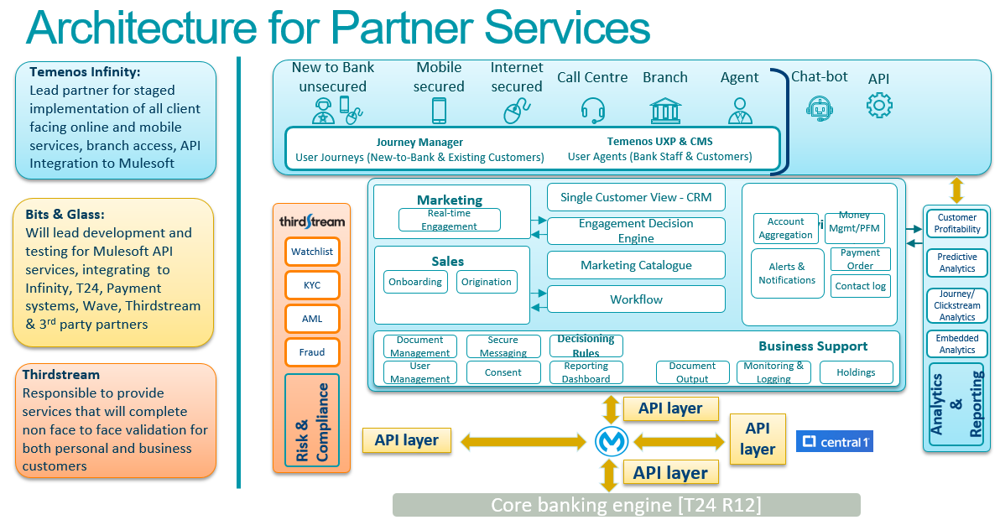 Architecture for Partner Services
Temenos Infinity:
Lead partner for staged
implementation of all client
facing online and mobile
services, branch access, API
Integration to Mulesoft
Bits & Glass:
Will lead development and
testing for Mulesoft API
services, integrating to
Infinity, T24, Payment
systems, Wave, Thirdstream
& 3rd party partners
Thirdstream
Responsible to provide
services that will complete
non face to face validation for
both personal and business
customers
New to Bank
unsecured
Mobile
secured
Internet
secured
Call Centre
Branch
Agent
Chat-bot
API
Journey Manager
User Journeys (New-to-Bank & Existing Customers)
Temenos UXP & CMS
User Agents (Bank Staff & Customers)
thirdstream
Watchlist
KYC
AML
Fraud
Risk &
Compliance
Marketing
Real-time
Engagement
Sales
Onboarding
Origination
Single Customer View - CRM
Engagement Decision
Engine
Marketing Catalogue
Workflow
Account
Aggregation
Money
Mgmt/PFM
Alerts &
Notifications
Payment
Order
Contact log
Document
Management
Secure
Messaging
Decisioning
Rules
Business Support
User
Management
Consent
Reporting
Dashboard
Document
Output
Monitoring &
Logging
Holdings
Customer
Profitability
Predictive
Analytics
Journey/
Clickstream
Analytics
Embedded
Analytics
Analytics
&
Reporting
API layer
API layer
API
layer
central1
API layer
Core banking engine [T24 R12]